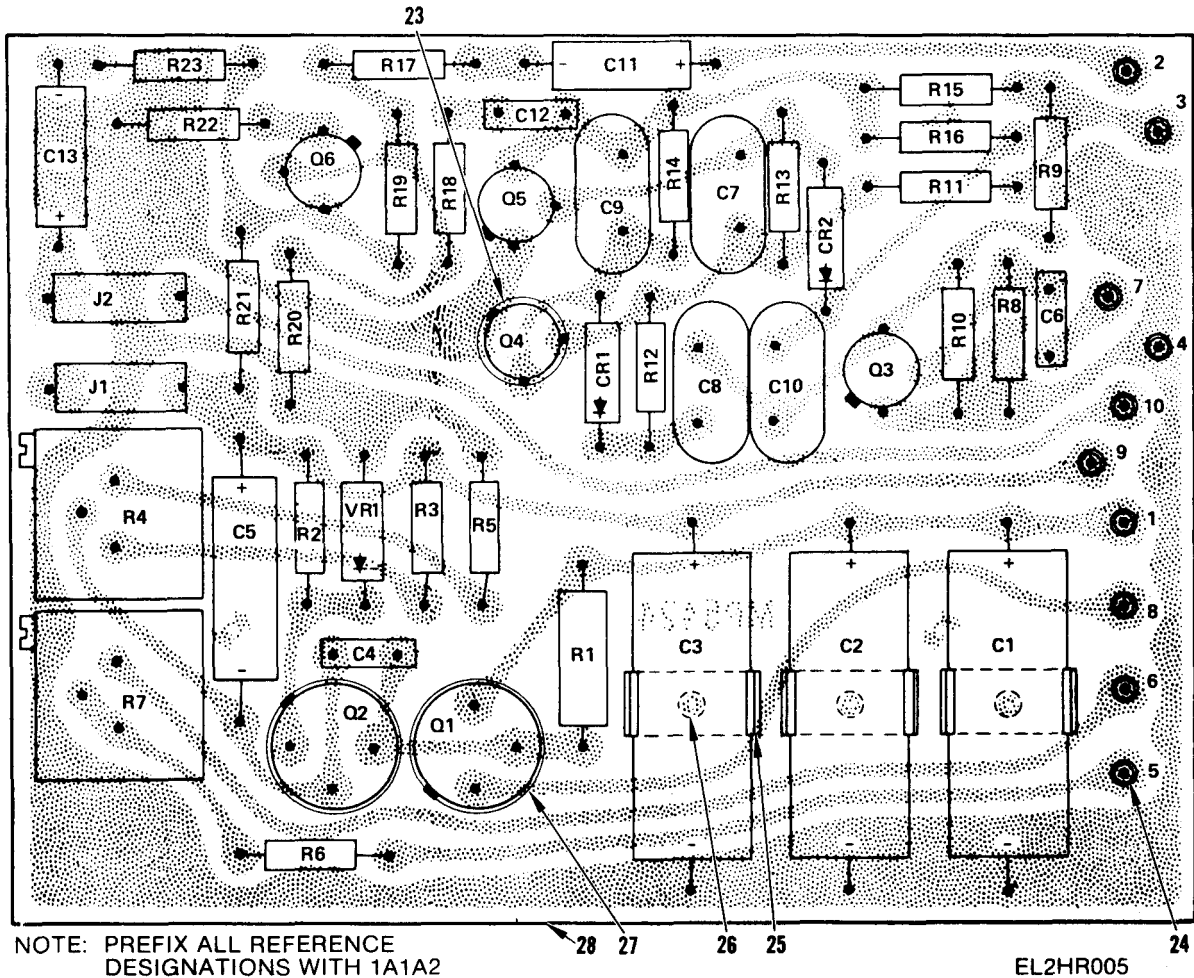 23
R23
R17
- C11 +
2
R15
3
C12
R22
-
C13
+
Q6
R19
R18
Q5
C9
R14
C7
R13
CR2
R16
R11
R9
J2
R21
R20
Q4
CR1
R12
C8
C10
Q3
R10
R8
C6
7
4
J1
10
9
R4
+
C5
-
R2
VR1
R3
R5
1
+
C3
-
+
C2
-
+
C1
-
8
R1
C4
R7
Q2
Q1
6
5
R6
28
27
26
25
24
NOTE: PREFIX ALL REFERENCE
DESIGNATIONS WITH 1A1A2
EL2HR005